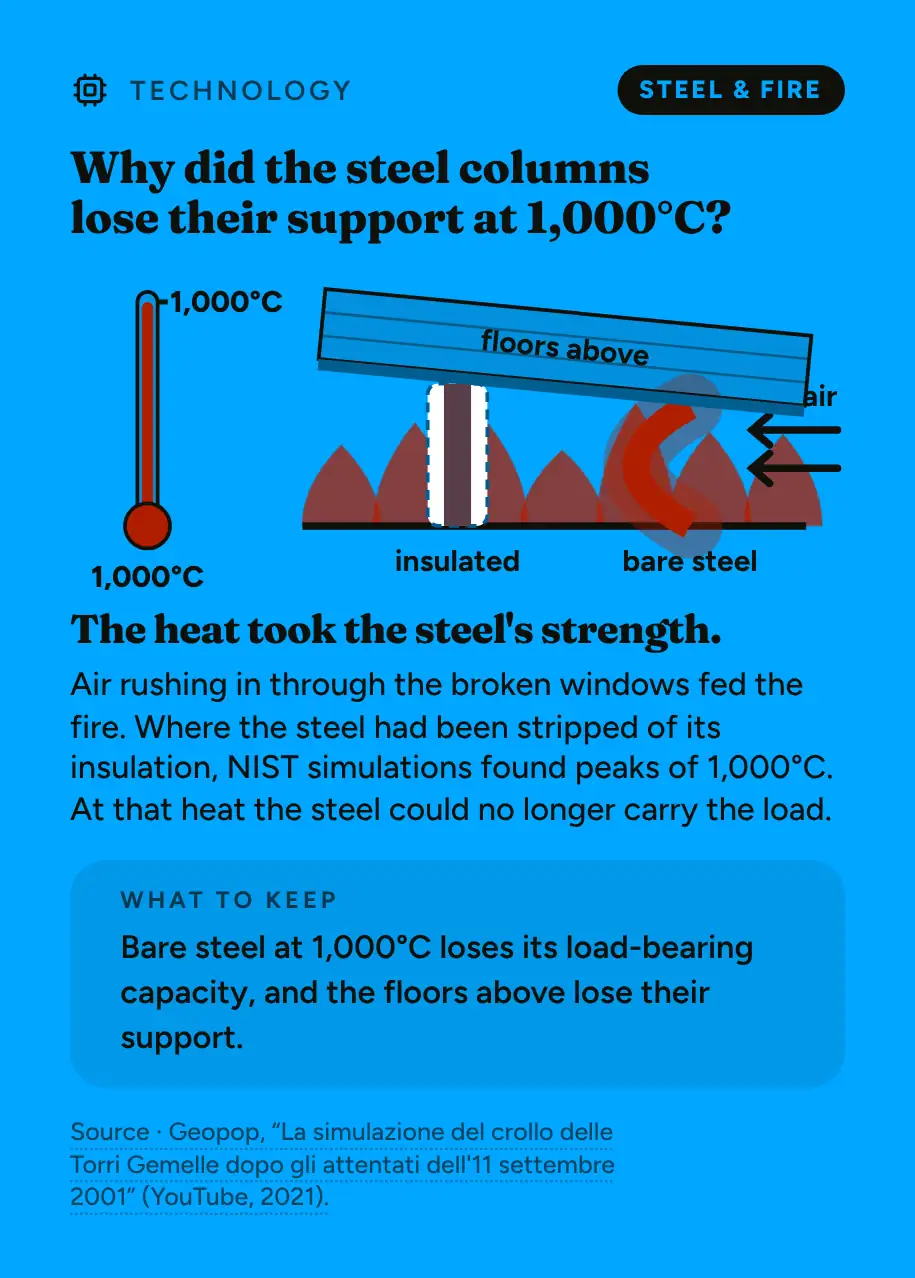 TECHNOLOGY
STEEL & FIRE
Why did the steel columns
lose their support at 1,000°C?
1,000°C
floors above
air
insulated
bare steel
1,000°C
The heat took the steel's strength.
Air rushing in through the broken windows fed the
fire. Where the steel had been stripped of its
insulation, NIST simulations found peaks of 1,000°C.
At that heat the steel could no longer carry the load.
WHAT TO KEEP
Bare steel at 1,000°C loses its load-bearing
capacity, and the floors above lose their
support.
Source · Geopop, “La simulazione del crollo delle
Torri Gemelle dopo gli attentati dell'11 settembre
2001” (YouTube, 2021).